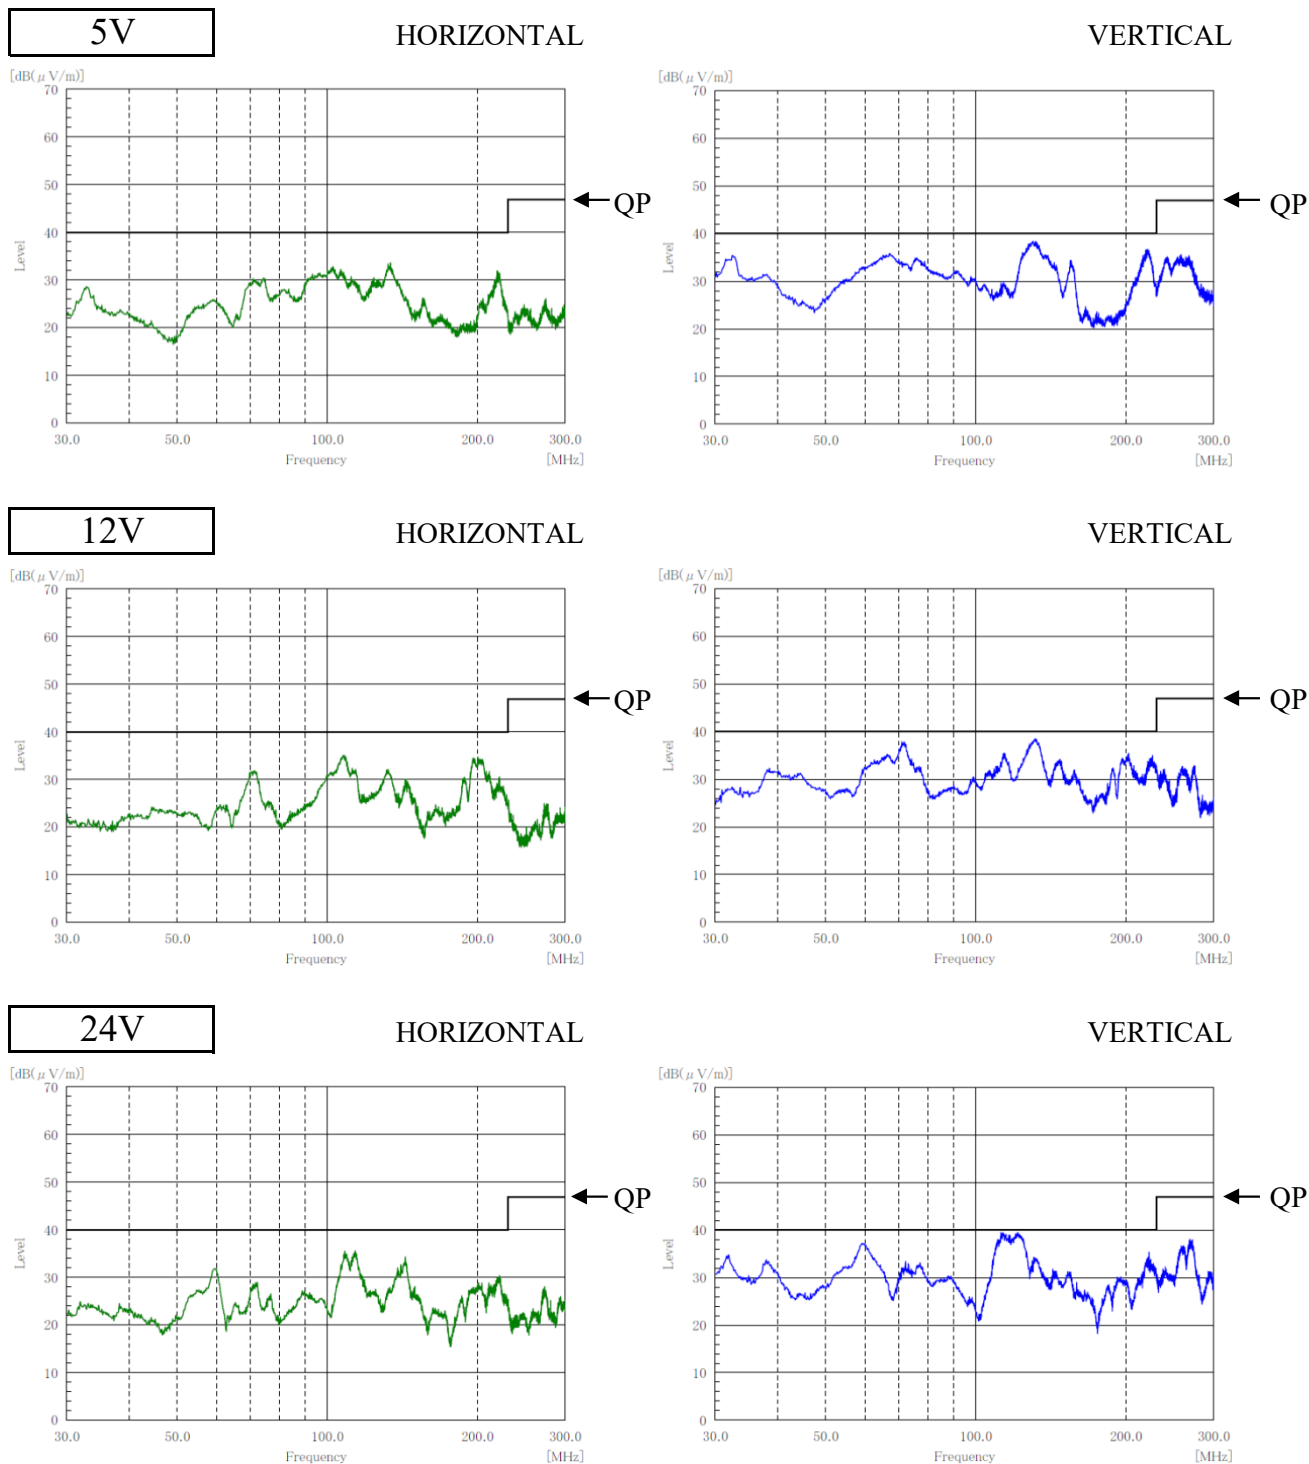 5V HORIZONTAL VERTICAL
[dB(μV/m)] [dB(μV/m)]
70 70
60 60
50 50
QP QP
40 40
Level Level
30 30
20 20
10 10
0 0
30.0 50.0 100.0 200.0 300.0 30.0 50.0 100.0 200.0 300.0
Frequency [MHz] Frequency [MHz]
12V HORIZONTAL VERTICAL
[dB(μV/m)] [dB(μV/m)]
70 70
60 60
50 50
QP QP
40 40
Level Level
30 30
20 20
10 10
0 0
30.0 50.0 100.0 200.0 300.0 30.0 50.0 100.0 200.0 300.0
Frequency [MHz] Frequency [MHz]
24V HORIZONTAL VERTICAL
[dB(μV/m)] [dB(μV/m)]
70 70
60 60
50 50
QP QP
40 40
Level Level
30 30
20 20
10 10
0 0
30.0 50.0 100.0 200.0 300.0 30.0 50.0 100.0 200.0 300.0
Frequency [MHz] Frequency [MHz]